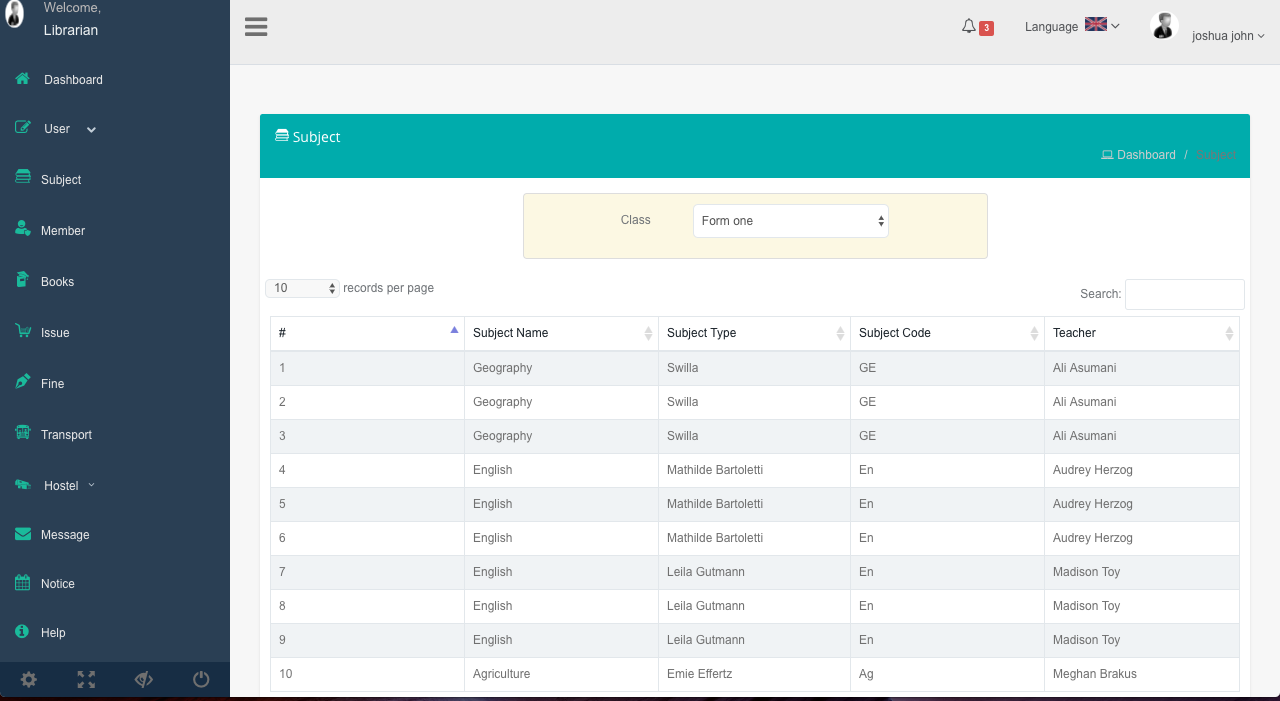 Welcome,
Librarian
Dashboard
User
Subject
Member
Books
Issue
Fine
Transport
Hostel
Message
Notice
Help
3
Language
joshua john
Subject
Dashboard / Subject
Class Form one
10 records per page
Search:
# Subject Name Subject Type Subject Code Teacher
1 Geography Swilla GE Ali Asumani
2 Geography Swilla GE Ali Asumani
3 Geography Swilla GE Ali Asumani
4 English Mathilde Bartoletti En Audrey Herzog
5 English Mathilde Bartoletti En Audrey Herzog
6 English Mathilde Bartoletti En Audrey Herzog
7 English Leila Gutmann En Madison Toy
8 English Leila Gutmann En Madison Toy
9 English Leila Gutmann En Madison Toy
10 Agriculture Emie Effertz Ag Meghan Brakus